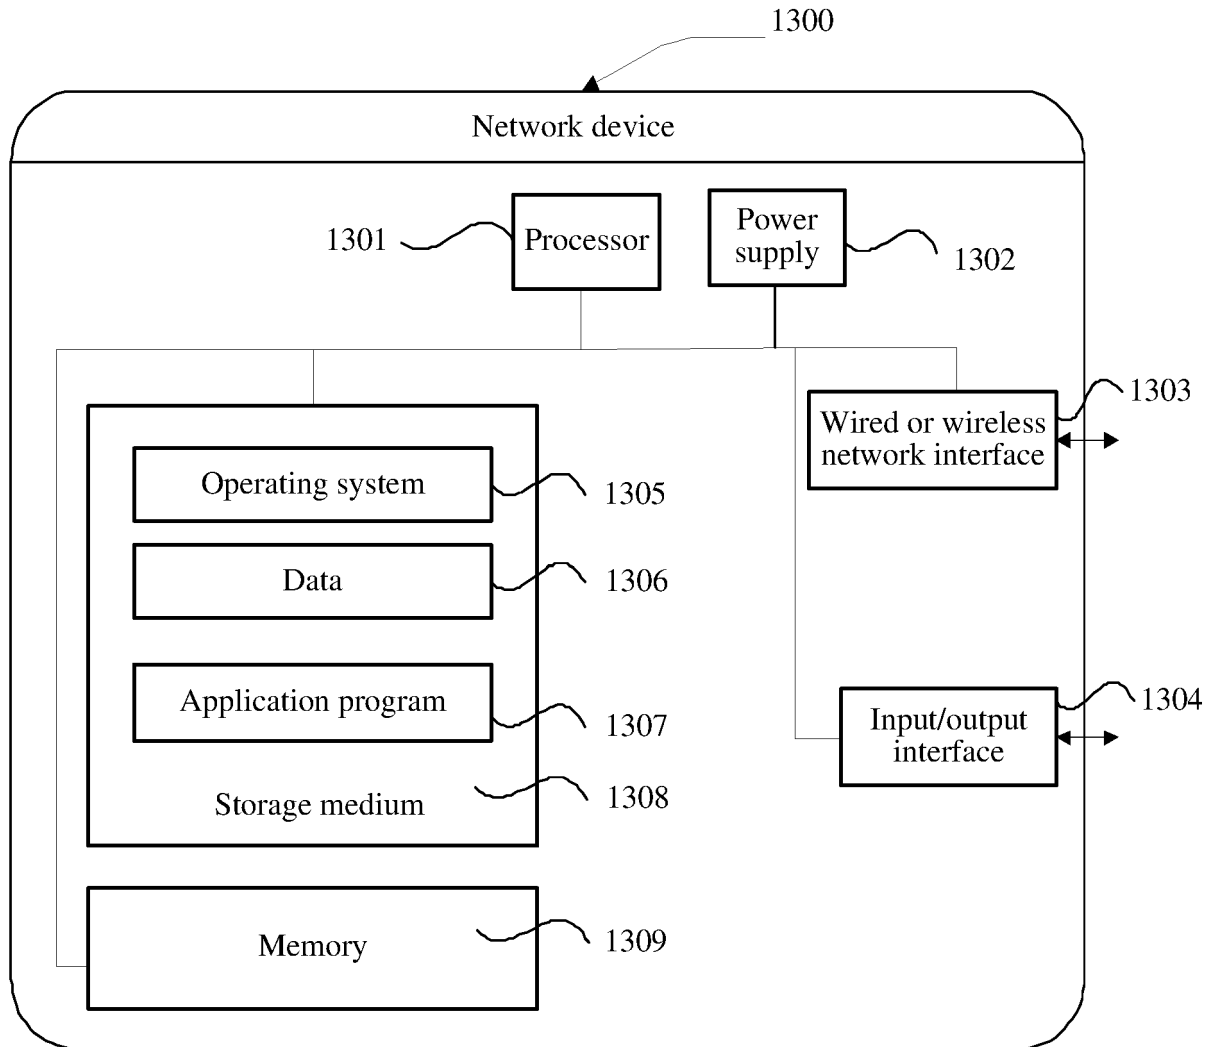 1300
Network device
1301
Processor
Power
supply
1302
1303
Wired or wireless
network interface
Operating system
1305
Data
1306
Application program
1307
Storage medium
1308
1304
Input/output
interface
Memory
1309